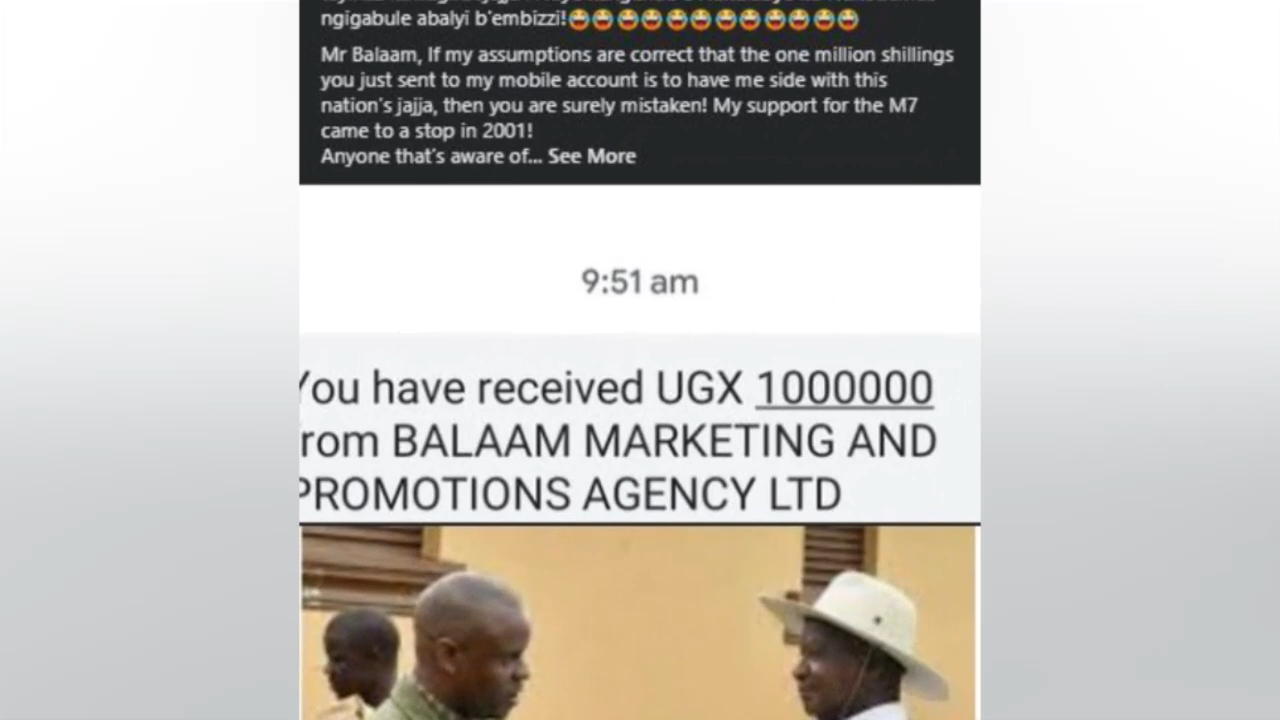 ngigabule abalyi b'embizzi!😂😂😂😂😂😂😂😂😂😂😂😂
Mr Balaam, If my assumptions are correct that the one million shillings
you just sent to my mobile account is to have me side with this
nation's jajja, then you are surely mistaken! My support for the M7
came to a stop in 2001!
Anyone that's aware of... See More
9:51 am
You have received UGX 1000000
from BALAAM MARKETING AND
PROMOTIONS AGENCY LTD